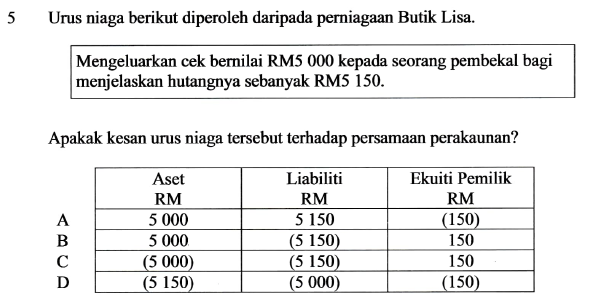 5 Urus niaga berikut diperoleh daripada perniagaan Butik Lisa.
Mengeluarkan cek bernilai RM5 000 kepada seorang pembekal bagi
menjelaskan hutangnya sebanyak RM5 150.
Apakak kesan urus niaga tersebut terhadap persamaan perakaunan?
Aset Liabiliti Ekuiti Pemilik
RM RM RM
A 5 000 5 150 (150)
B 5 000 (5 150) 150
C (5 000) (5 150) 150
D (5 150) (5 000) (150)